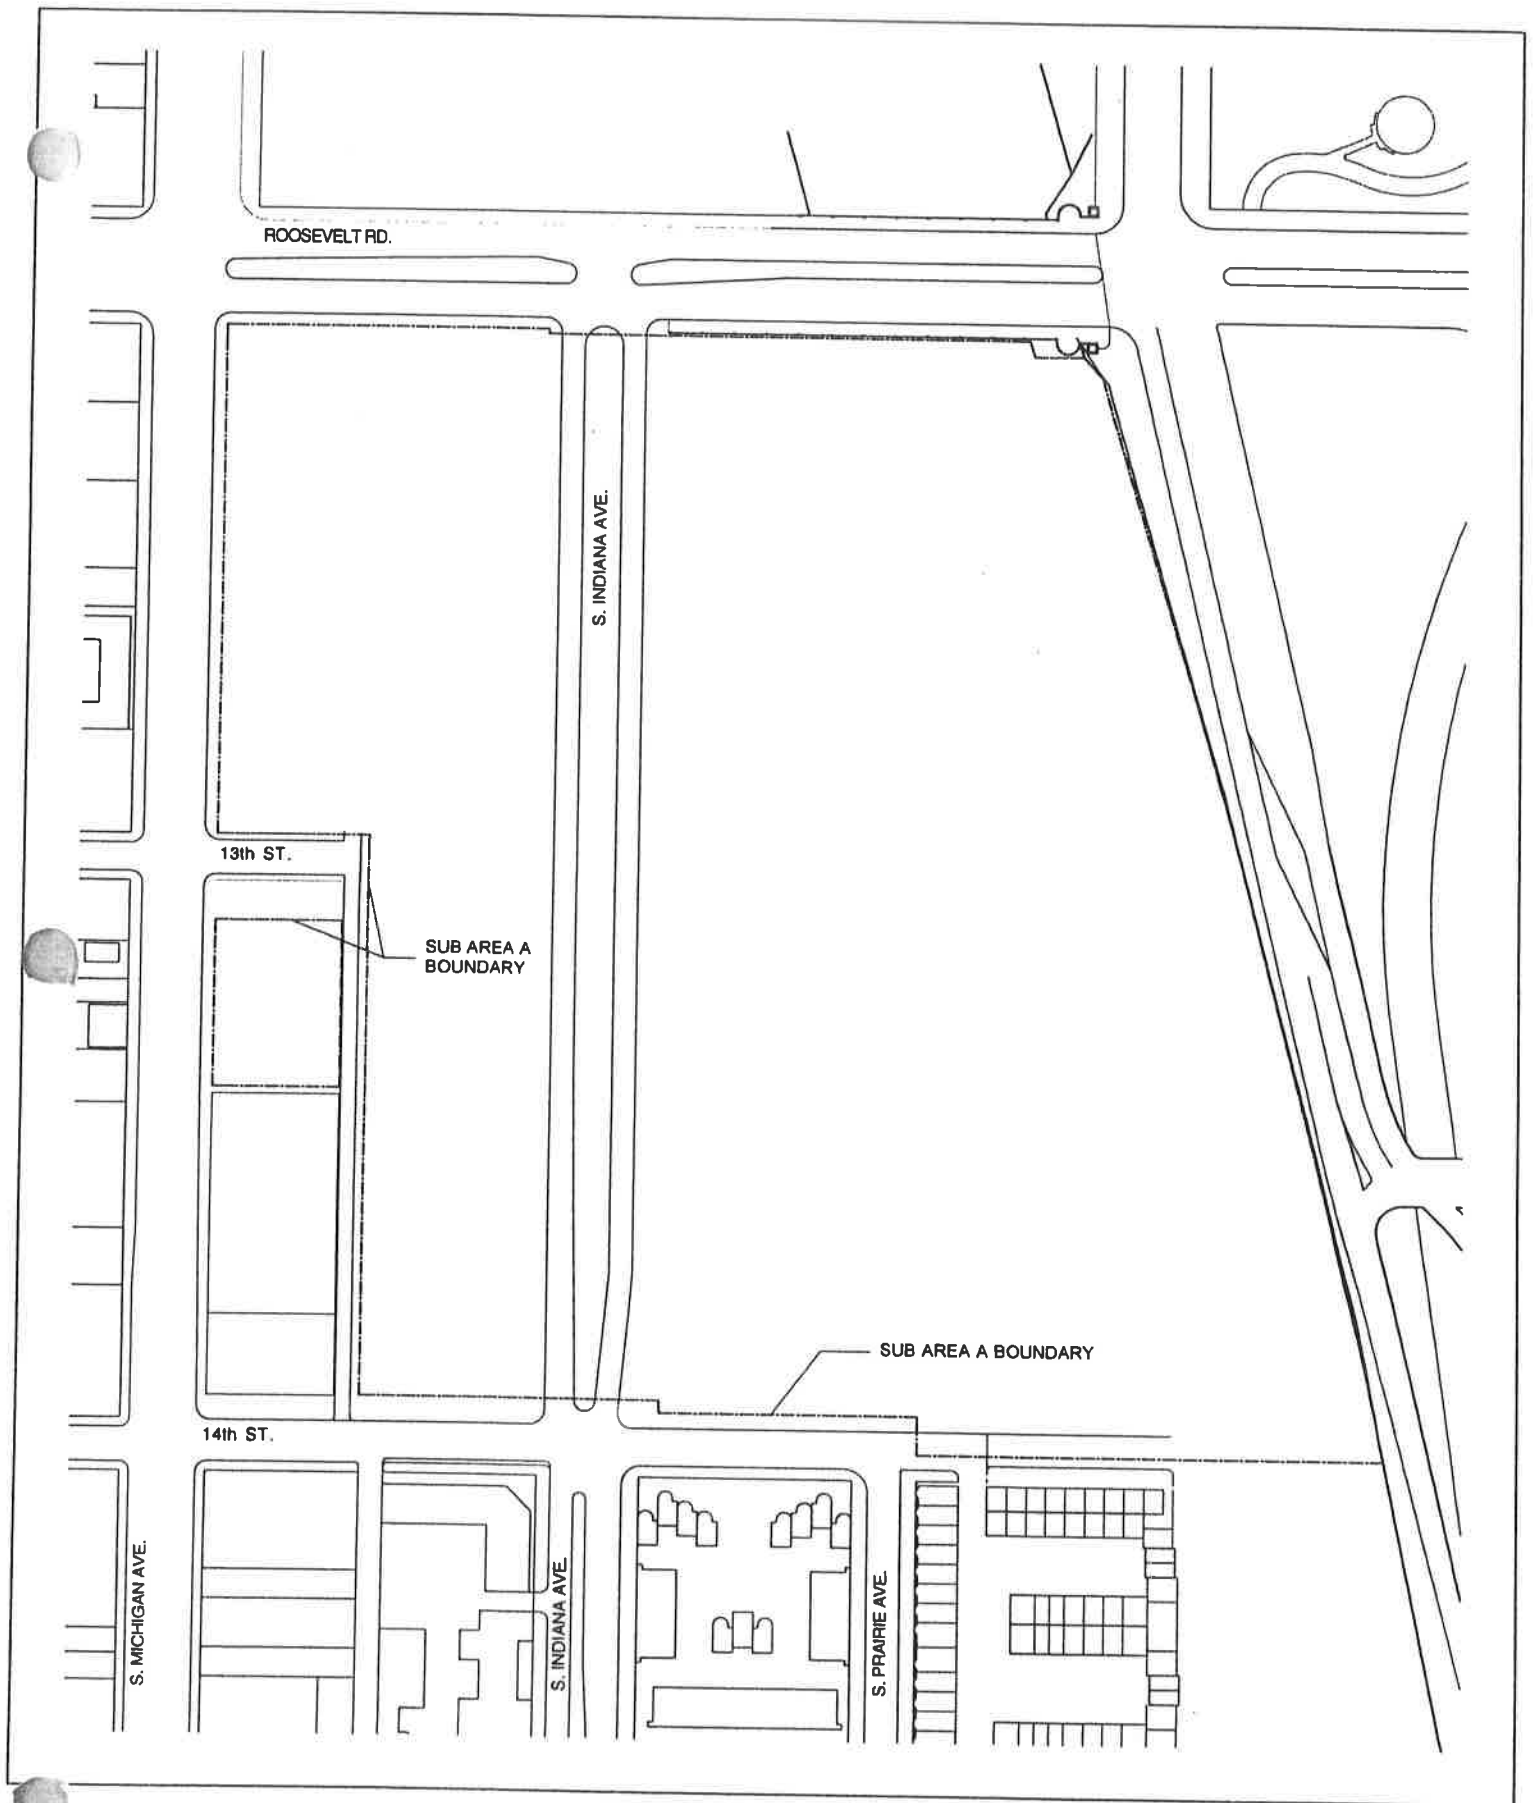 ROOSEVELT RD.
S. INDIANA AVE.
13th ST.
SUB AREA A
BOUNDARY
SUB AREA A BOUNDARY
14th ST.
S. MICHIGAN AVE.
S. INDIANA AVE.
S. PRAIRIE AVE.